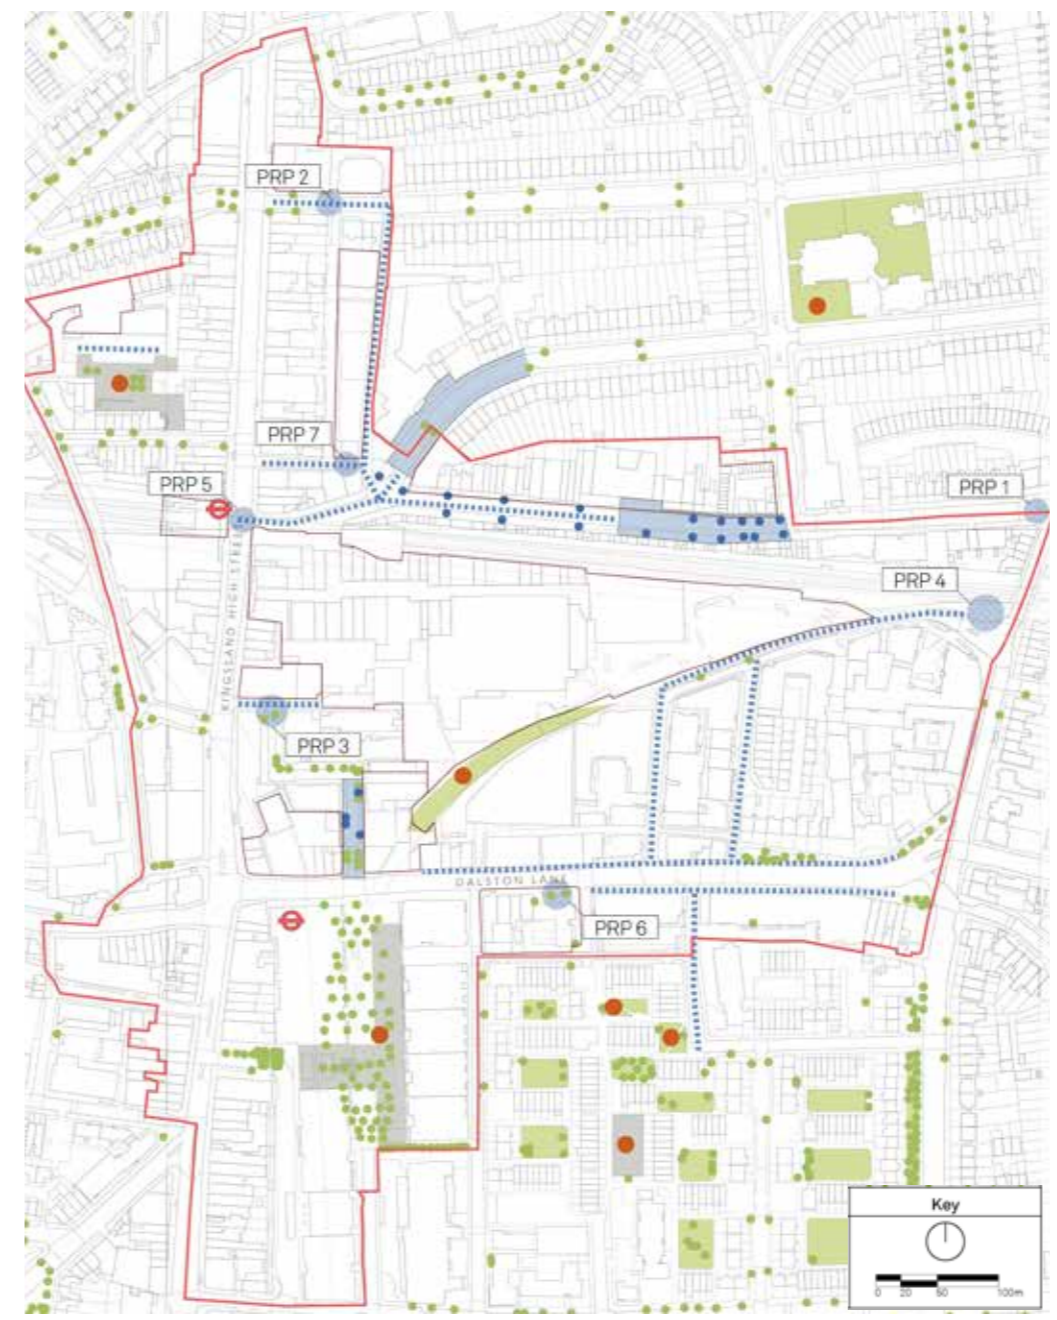 PRP 2
PRP 7
PRP 5
PRP 1
PRP 4
KINGSLAND HIGH STREET
PRP 3
DALSTON LANE
PRP 6
Key
0 20 50 100m